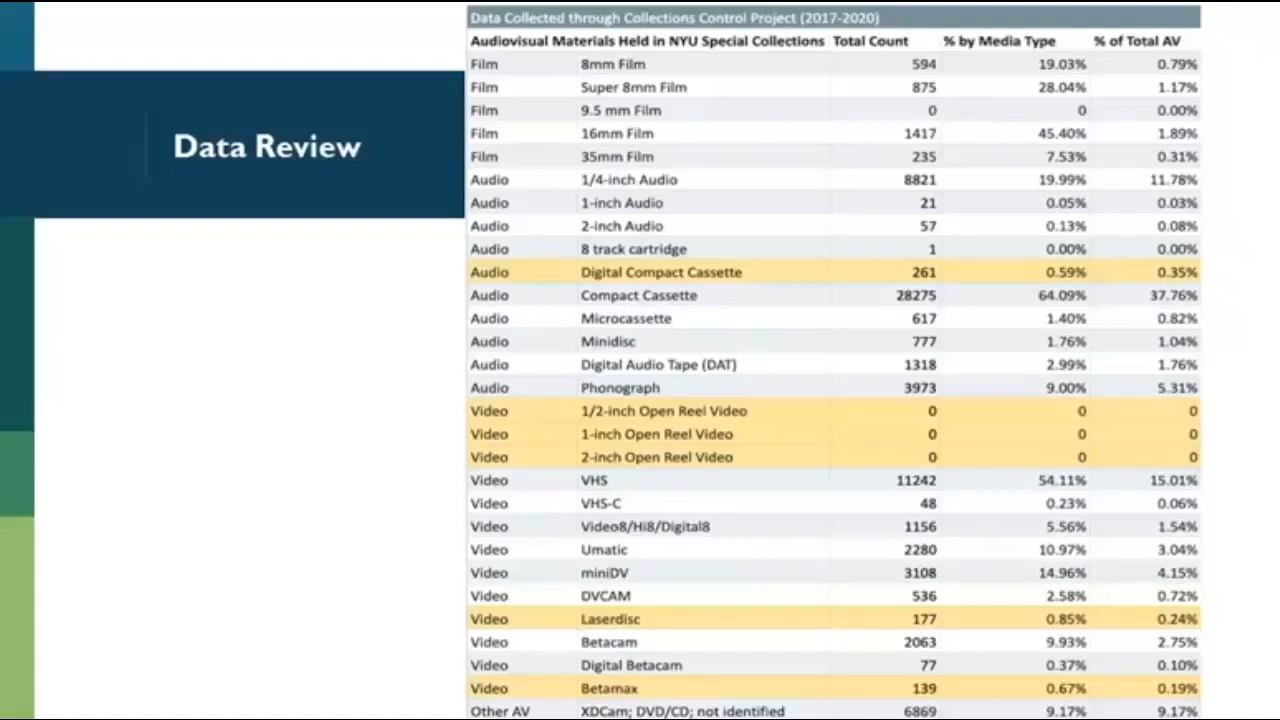 Data Review
Data Collected through Collections Control Project (2017-2020)
Audiovisual Materials Held in NYU Special Collections Total Count % by Media Type % of Total AV
Film 8mm Film 594 19.03% 0.79%
Film Super 8mm Film 875 28.04% 1.17%
Film 9.5 mm Film 0 0 0.00%
Film 16mm Film 1417 45.40% 1.89%
Film 35mm Film 235 7.53% 0.31%
Audio 1/4-inch Audio 8821 19.99% 11.78%
Audio 1-inch Audio 21 0.05% 0.03%
Audio 2-inch Audio 57 0.13% 0.08%
Audio 8 track cartridge 1 0.00% 0.00%
Audio Digital Compact Cassette 261 0.59% 0.35%
Audio Compact Cassette 28275 64.09% 37.76%
Audio Microcassette 617 1.40% 0.82%
Audio Minidisc 777 1.76% 1.04%
Audio Digital Audio Tape (DAT) 1318 2.99% 1.76%
Audio Phonograph 3973 9.00% 5.31%
Video 1/2-inch Open Reel Video 0 0 0
Video 1-inch Open Reel Video 0 0 0
Video 2-inch Open Reel Video 0 0 0
Video VHS 11242 54.11% 15.01%
Video VHS-C 48 0.23% 0.06%
Video Video8/Hi8/Digital8 1156 5.56% 1.54%
Video Umatic 2280 10.97% 3.04%
Video miniDV 3108 14.96% 4.15%
Video DVCAM 536 2.58% 0.72%
Video Laserdisc 177 0.85% 0.24%
Video Betacam 2063 9.93% 2.75%
Video Digital Betacam 77 0.37% 0.10%
Video Betamax 139 0.67% 0.19%
Other AV XDCam; DVD/CD; not identified 6869 9.17% 9.17%